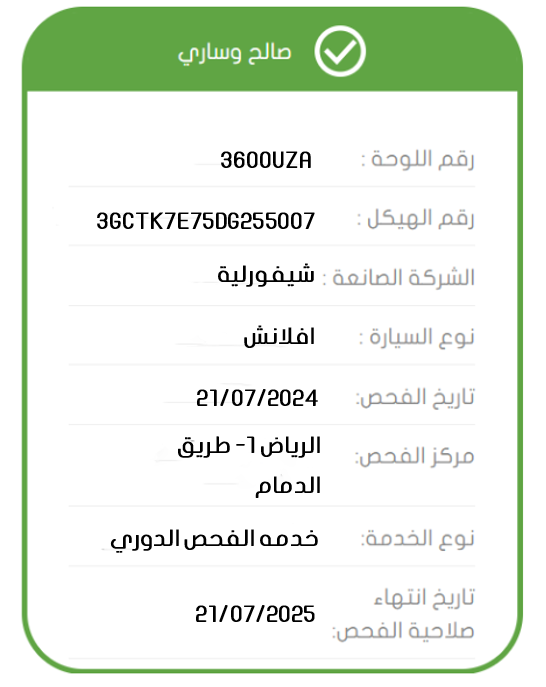 صالح وساري
رقم اللوحة : 3600UZA
رقم الهيكل : 3GCTK7E75DG255007
الشركة الصانعة : شيفورلية
نوع السيارة : افلانش
تاريخ الفحص: 21/07/2024
مركز الفحص: الرياض 1- طريق
الدمام
نوع الخدمة: خدمه الفحص الدوري
تاريخ انتهاء
صلاحية الفحص: 21/07/2025